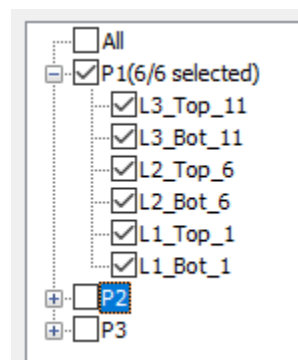 All
P1(6/6 selected)
L3_Top_11
L3_Bot_11
L2_Top_6
L2_Bot_6
L1_Top_1
L1_Bot_1
P2
P3